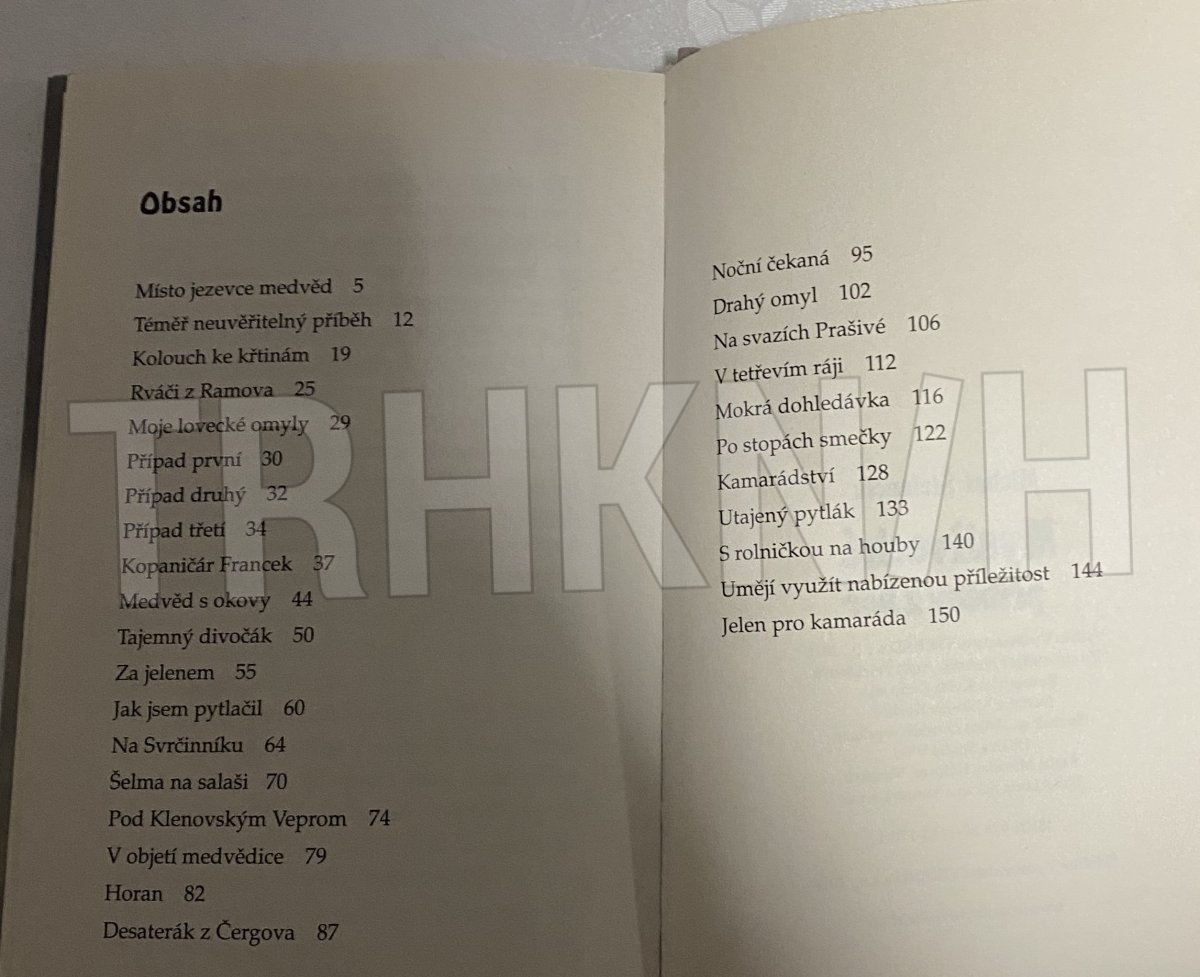 Obsah
Místo jezevce medvěd 5
Téměř neuvěřitelný příběh 12
Kolouch ke křtinám 19
Rváči z Ramova 25
Moje lovecké omyly 29
Případ první 30
Případ druhý 32
Případ třetí 34
Kopaničár Francek 37
Medvěd s okovy 44
Tajemný divočák 50
Za jelenem 55
Jak jsem pytlačil 60
Na Svrčinníku 64
Šelma na salaši 70
Pod Klenovským Veprom 74
V objetí medvědice 79
Horan 82
Desaterák z Čergova 87
Noční čekaná 95
Drahý omyl 102
Na svazích Prašivé 106
V tetřevím ráji 112
Mokrá dohledávka 116
Po stopách smečky 122
Kamarádství 128
Utajený pytlák 133
S rolničkou na houby 140
Umějí využít nabízenou příležitost 144
Jelen pro kamaráda 150
TRHKNIH